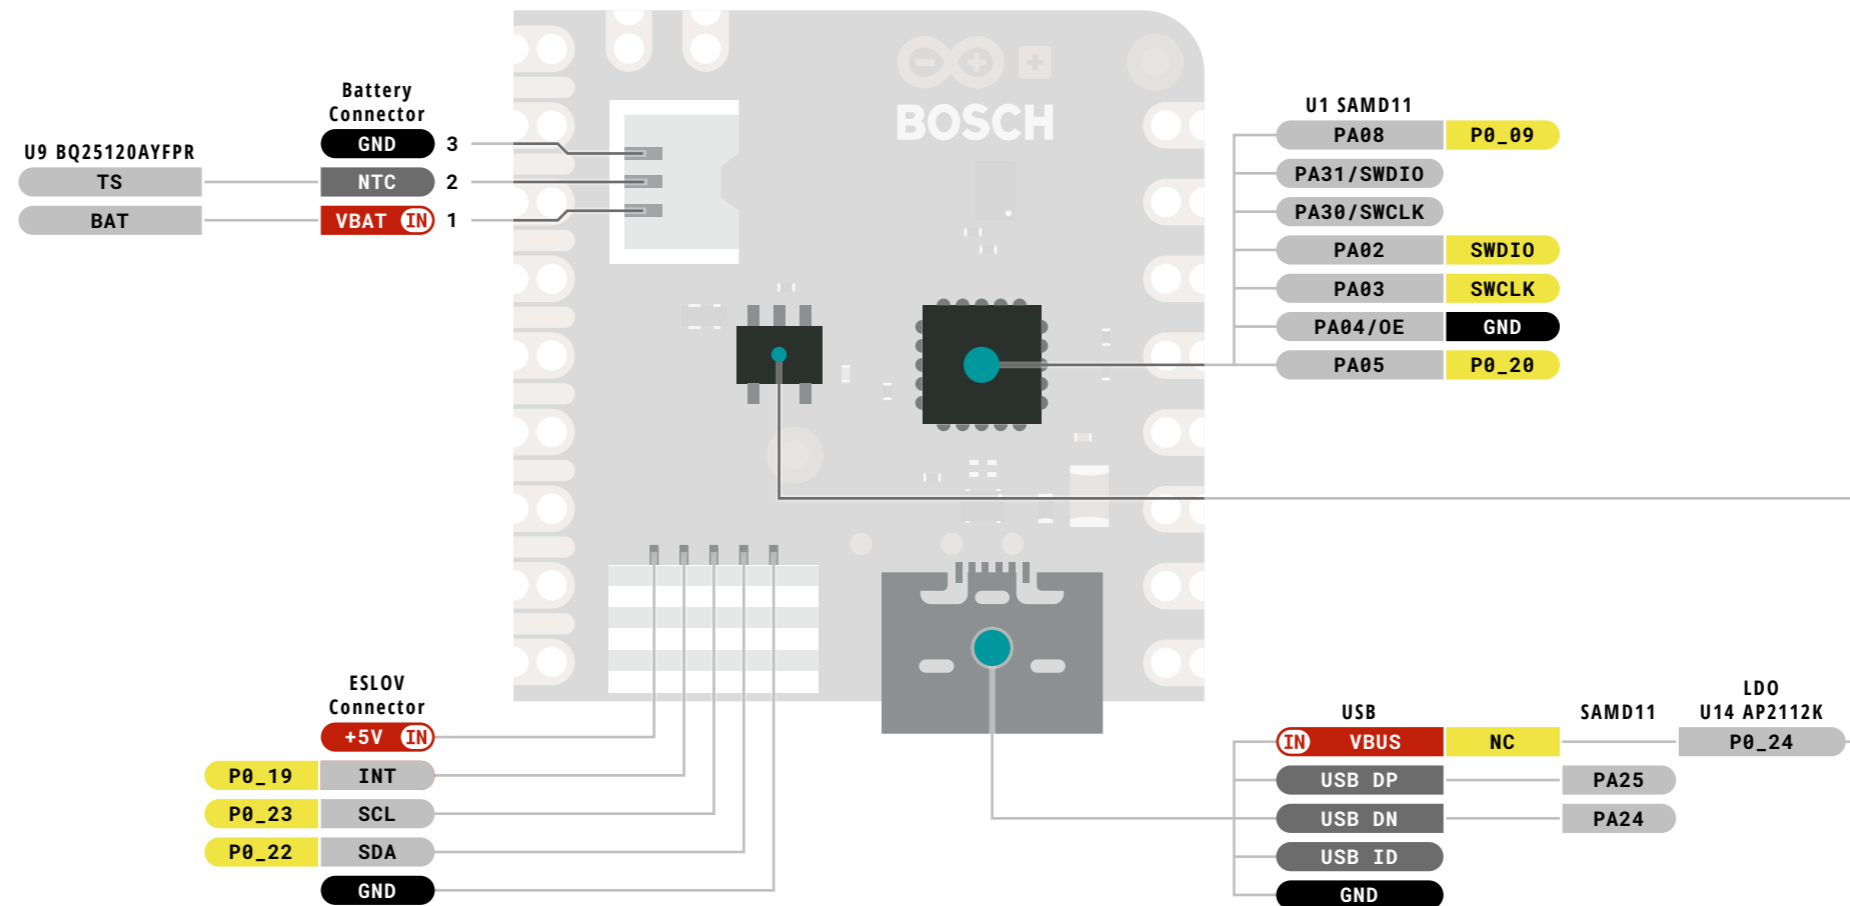 Battery
Connector
U9 BQ25120AYFPR
GND 3
TS NTC 2
BAT VBAT IN 1
BOSCH
U1 SAMD11
PA08 P0_09
PA31/SWDIO
PA30/SWCLK
PA02 SWDIO
PA03 SWCLK
PA04/OE GND
PA05 P0_20
ESLOV
Connector
+5V IN
P0_19 INT
P0_23 SCL
P0_22 SDA
GND
USB SAMD11 LDO
U14 AP2112K
IN VBUS NC P0_24
USB DP PA25
USB DN PA24
USB ID
GND